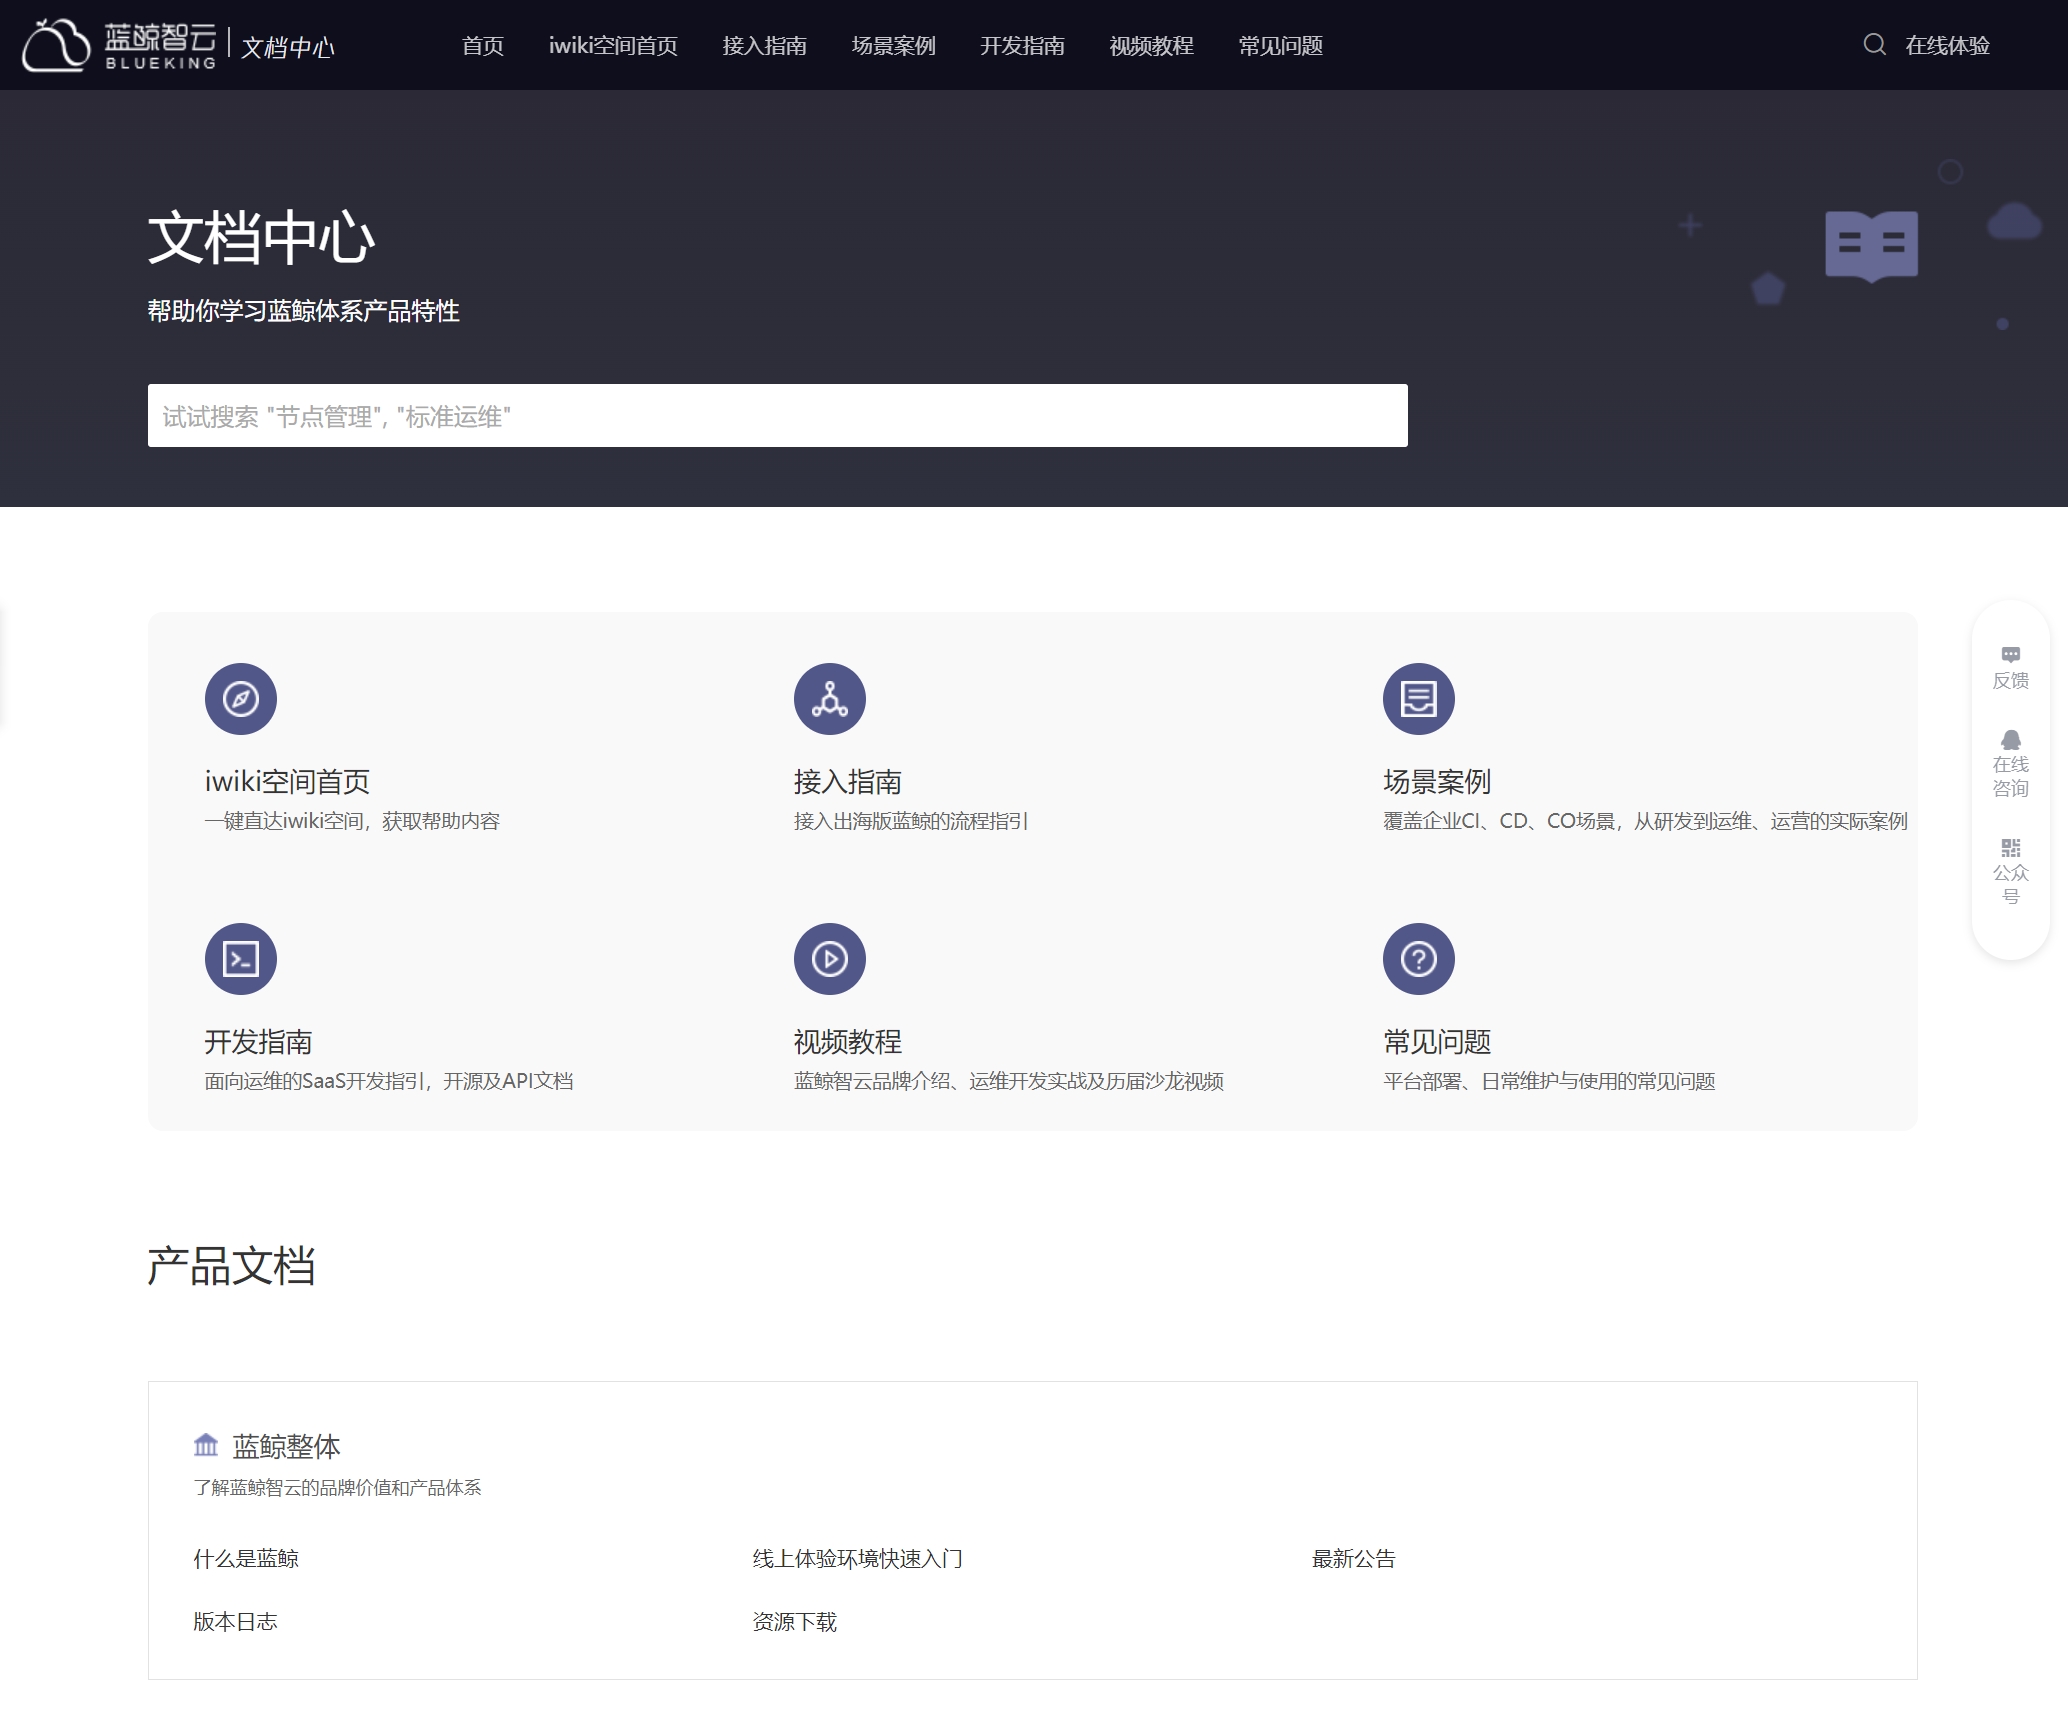 蓝鲸智云 文档中心
BLUEKING
首页 iwiki空间首页 接入指南 场景案例 开发指南 视频教程 常见问题 在线体验
文档中心
帮助你学习蓝鲸体系产品特性
试试搜索 "节点管理", "标准运维"
iwiki空间首页
一键直达iwiki空间，获取帮助内容
接入指南
接入出海版蓝鲸的流程指引
场景案例
覆盖企业CI、CD、CO场景，从研发到运维、运营的实际案例
开发指南
面向运维的SaaS开发指引，开源及API文档
视频教程
蓝鲸智云品牌介绍、运维开发实战及历届沙龙视频
常见问题
平台部署、日常维护与使用的常见问题
反馈
在线
咨询
公众
号
产品文档
蓝鲸整体
了解蓝鲸智云的品牌价值和产品体系
什么是蓝鲸 线上体验环境快速入门 最新公告
版本日志 资源下载